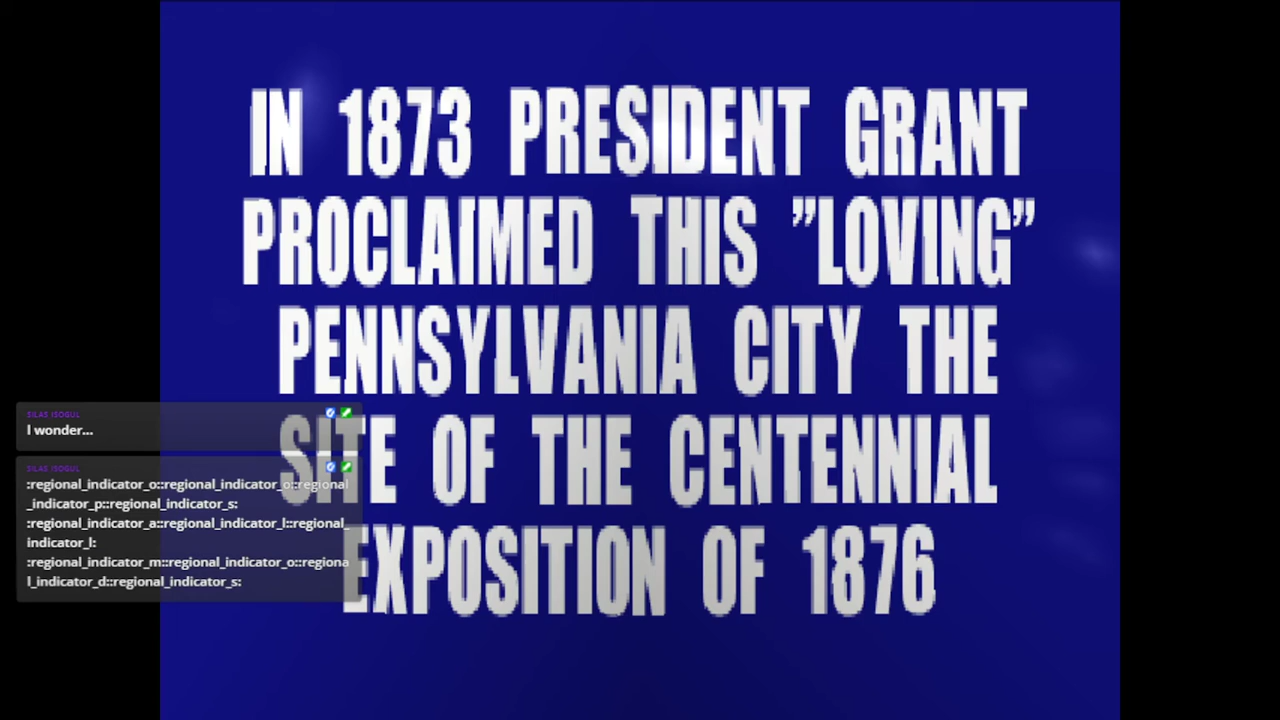 IN 1873 PRESIDENT GRANT
PROCLAIMED THIS "LOVING"
PENNSYLVANIA CITY THE
SITE OF THE CENTENNIAL
EXPOSITION OF 1876
SILAS ISOGUL
I wonder...
SILAS ISOGUL
:regional_indicator_o::regional_indicator_o::regional
_indicator_p::regional_indicator_s:
:regional_indicator_a::regional_indicator_l::regional_
indicator_l:
:regional_indicator_m::regional_indicator_o::regiona
l_indicator_d::regional_indicator_s: